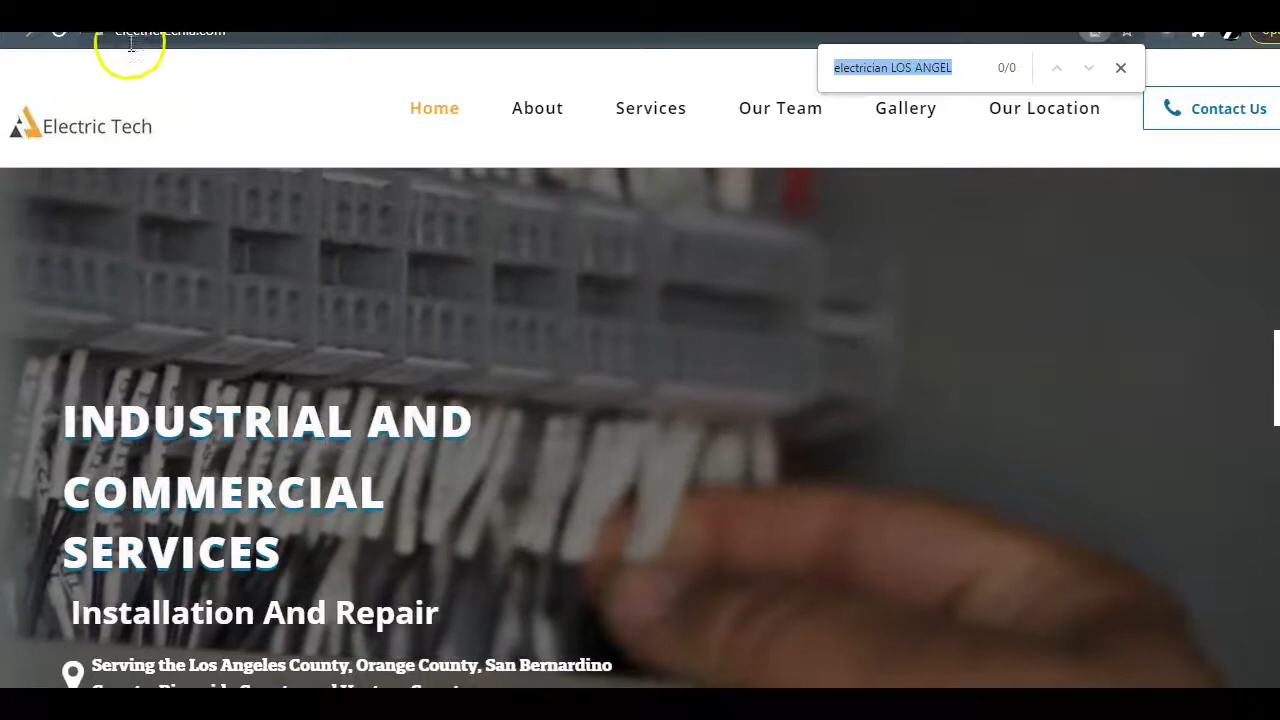 electrician LOS ANGEL 0/0
Electric Tech
Home About Services Our Team Gallery Our Location Contact Us
INDUSTRIAL AND
COMMERCIAL
SERVICES
Installation And Repair
Serving the Los Angeles County, Orange County, San Bernardino